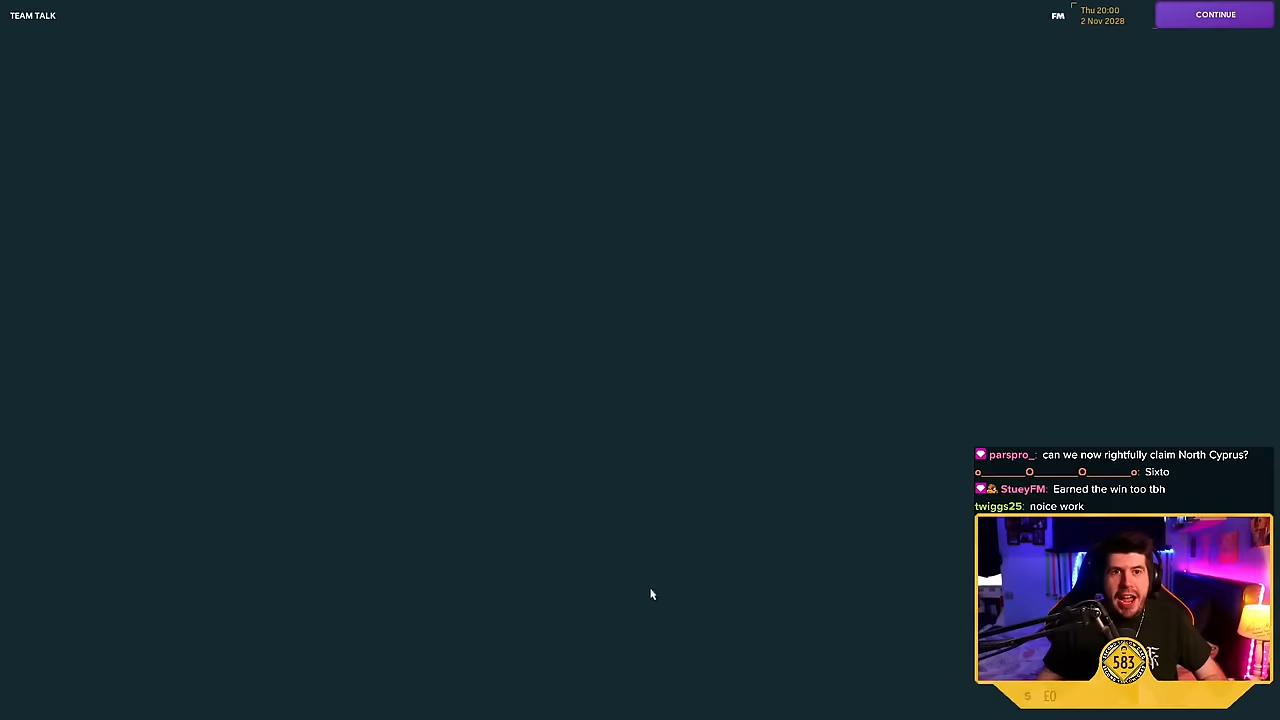 TEAM TALK
FM
Thu 20:00
2 Nov 2028
CONTINUE
parspro_: can we now rightfully claim North Cyprus?
o_______O_______O_______o: Sixto
StueyFM: Earned the win too tbh
twiggs25: noice work
583